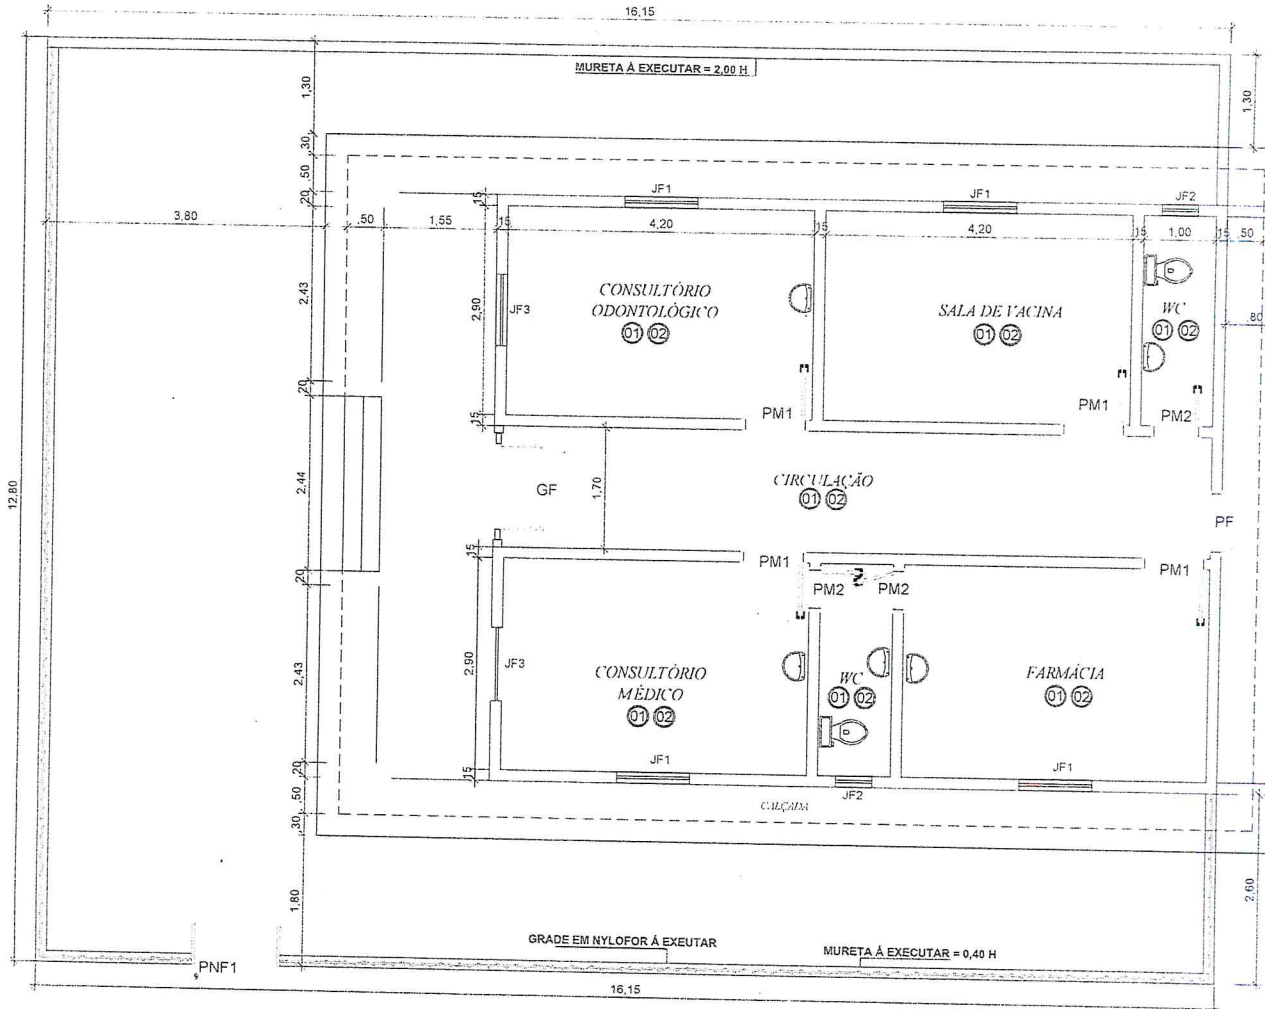 16,15
MURETA Á EXECUTAR = 2,00 H
1,30
1,30
,30
,50
,20
15
JF1
JF1
JF2
3,80
,50
1,55
15
4,20
15
4,20
15
1,00
15
,50
2,43
2,90
JF3
CONSULTÓRIO
ODONTOLÓGICO
01 02
SALA DE VACINA
01 02
WC
01 02
,80
,20
15
PM1
PM1
PM2
12,80
2,44
GF
1,70
CIRCULAÇÃO
01 02
PF
15
,20
PM1
PM2
PM2
PM1
2,43
2,90
JF3
CONSULTÓRIO
MÉDICO
01 02
WC
01 02
FARMÁCIA
01 02
,20
15
JF1
JF2
JF1
,50
,30
CALÇADA
1,80
2,60
GRADE EM NYLOFOR Á EXEUTAR
MURETA Á EXECUTAR = 0,40 H
PNF1
16,15